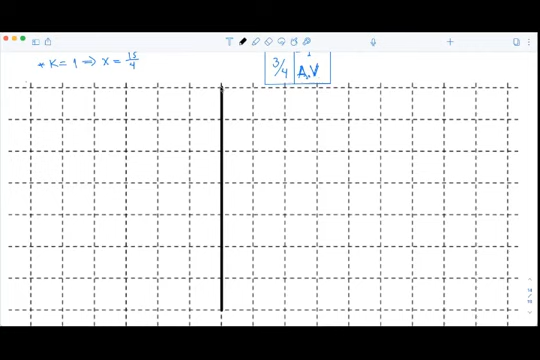 * K = 1 ⟹ x = 15/4
3/4 A.V